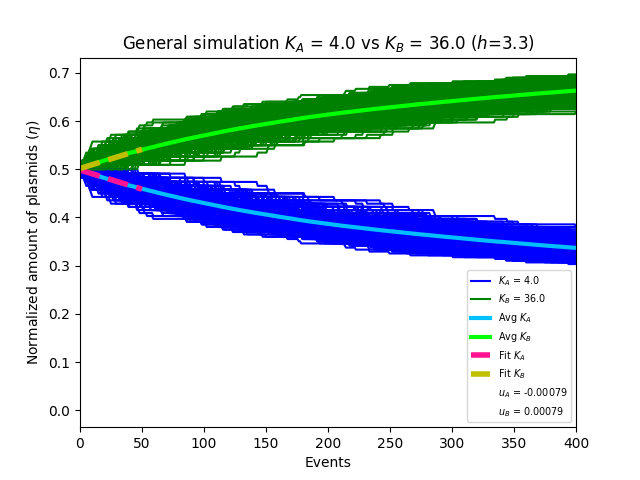 General simulation K_A = 4.0 vs K_B = 36.0 (h=3.3)
Normalized amount of plasmids (η)
0.7
0.6
0.5
0.4
0.3
0.2
0.1
0.0
K_A = 4.0
K_B = 36.0
Avg K_A
Avg K_B
Fit K_A
Fit K_B
u_A = -0.00079
u_B = 0.00079
0 50 100 150 200 250 300 350 400
Events